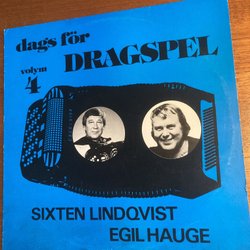 dags för
DRAGSPEL
volym
4
SIXTEN LINDQVIST
EGIL HAUGE